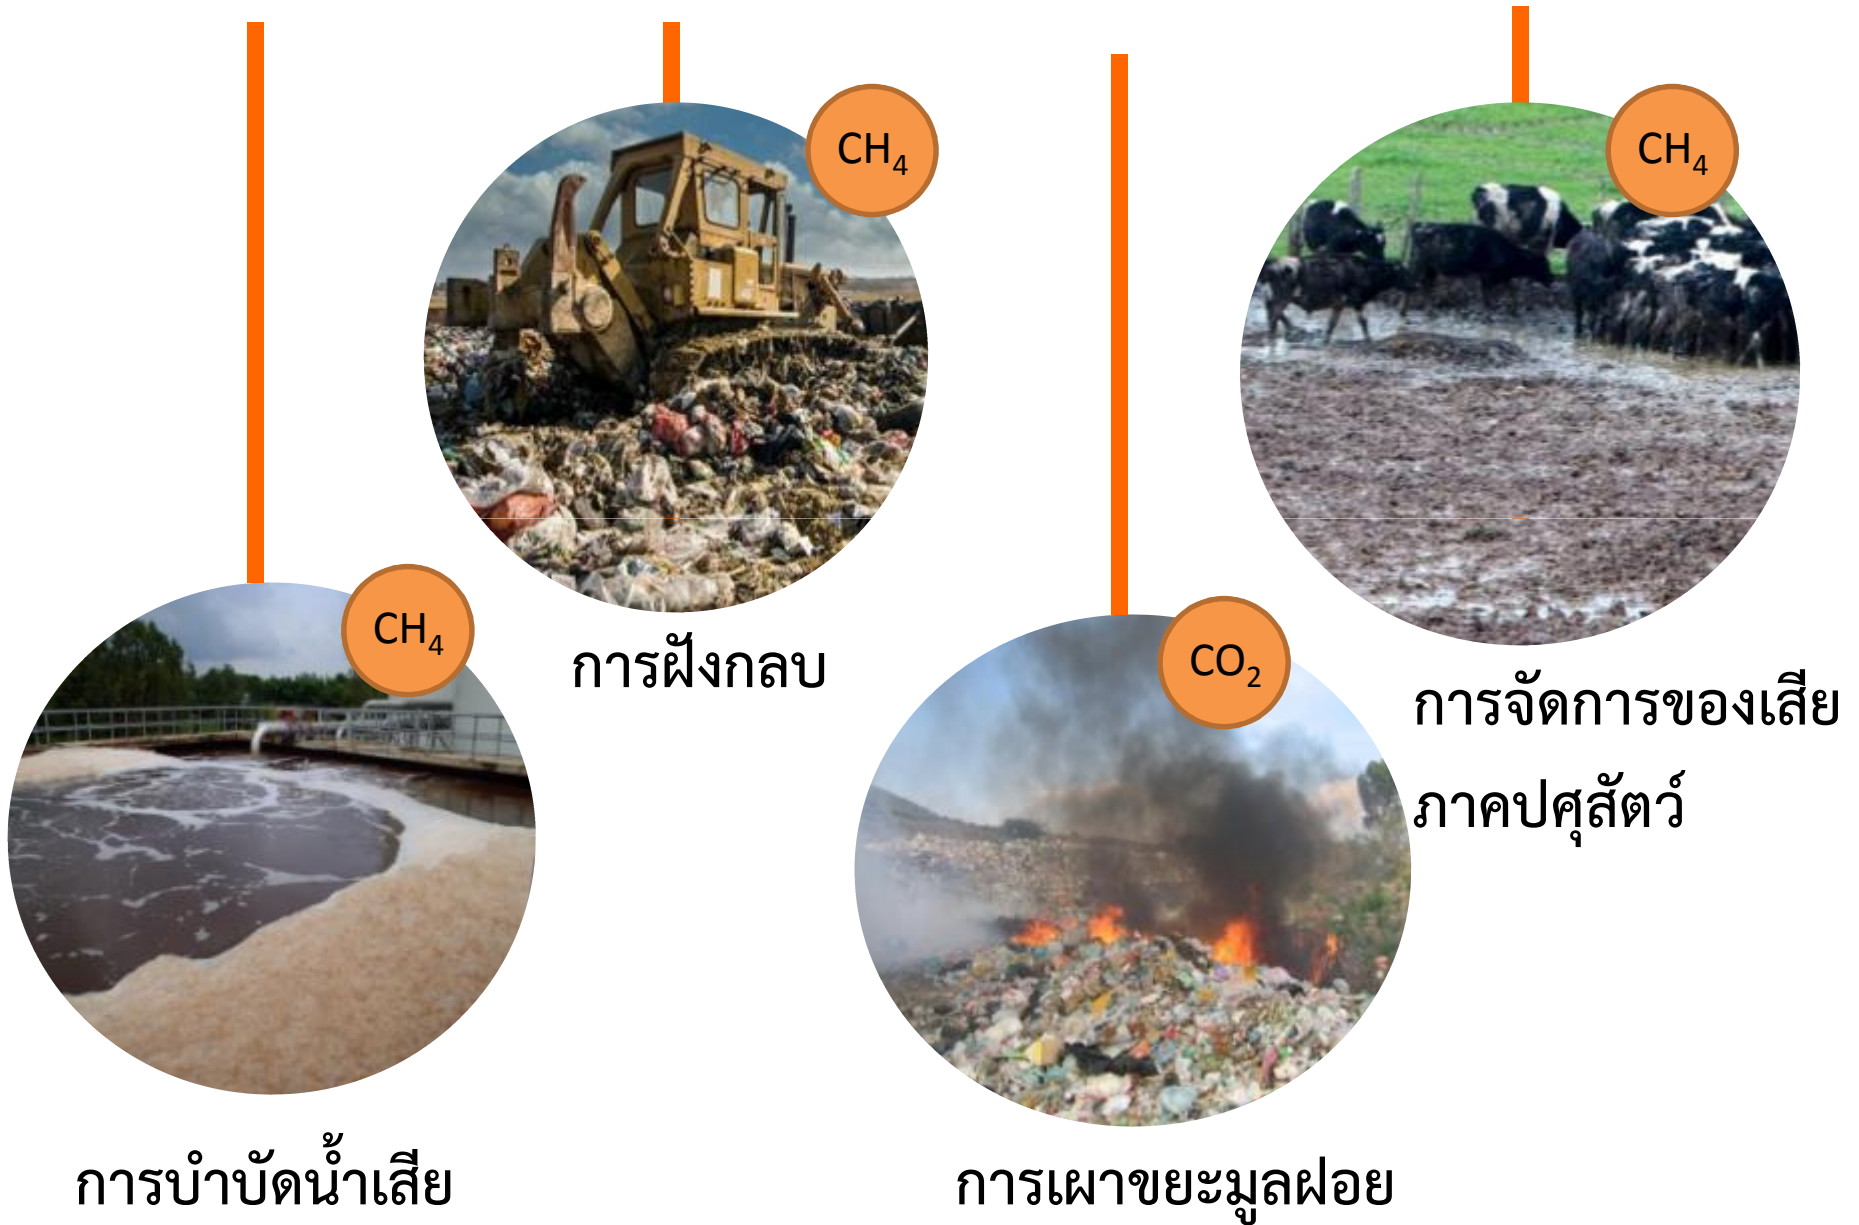 CH₄
การบำบัดน้ำเสีย
CH₄
การฝังกลบ
CO₂
การเผาขยะมูลฝอย
CH₄
การจัดการของเสีย
ภาคปศุสัตว์